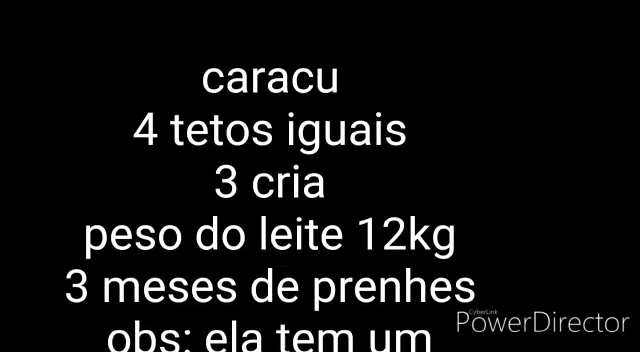 caracu
4 tetos iguais
3 cria
peso do leite 12kg
3 meses de prenhes
obs: ela tem um
CyberLink
PowerDirector